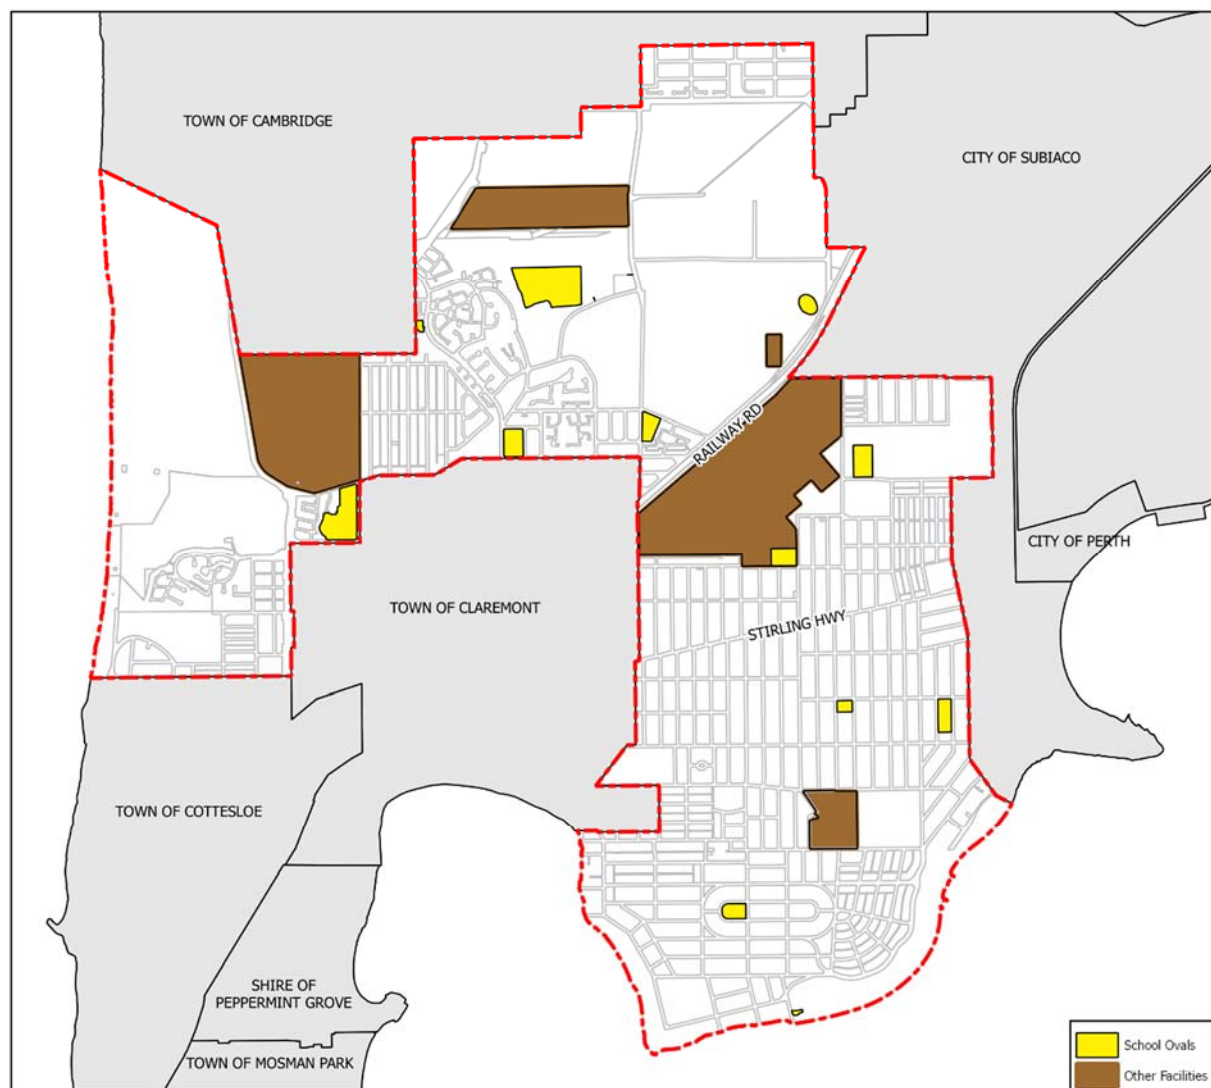 TOWN OF CAMBRIDGE
CITY OF SUBIACO
RAILWAY RD
CITY OF PERTH
TOWN OF CLAREMONT
STIRLING HWY
TOWN OF COTTESLOE
SHIRE OF
PEPPERMINT GROVE
TOWN OF MOSMAN PARK
School Ovals
Other Facilities